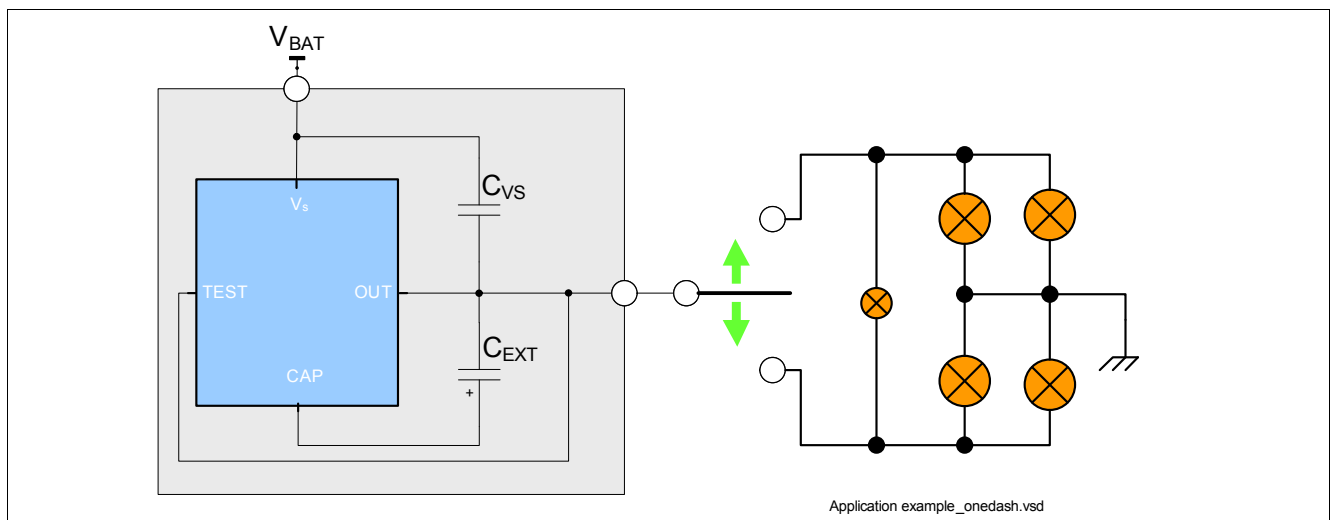 VBAT
CVS
Vs
TEST
OUT
CEXT
CAP
+
Application example_onedash.vsd